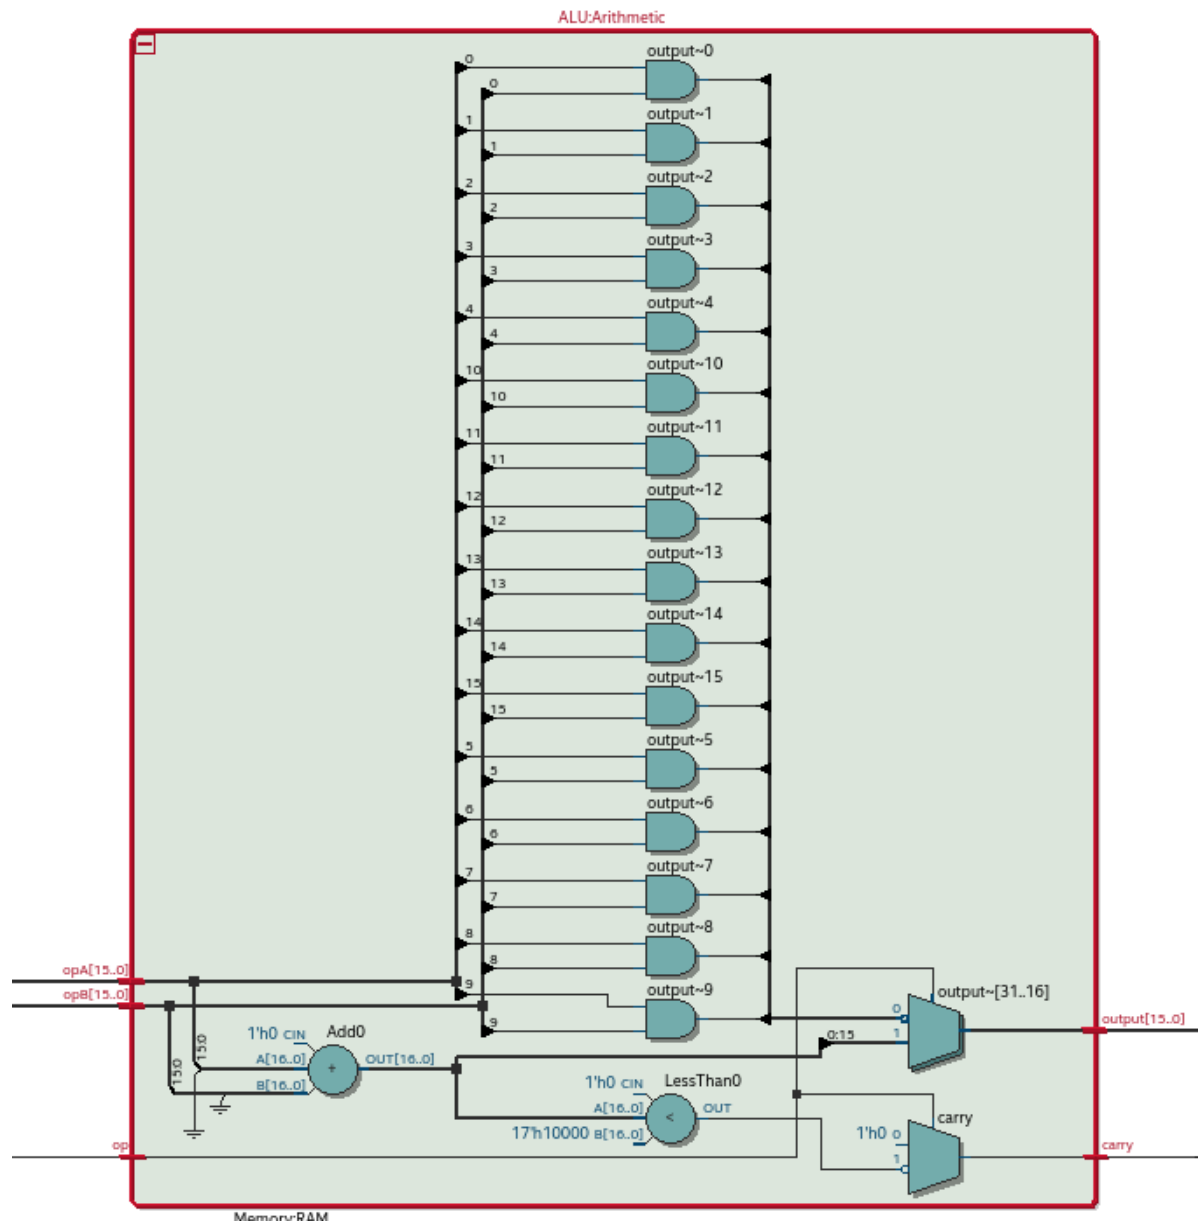 ALU:Arithmetic
output~0
0
0
output~1
1
1
output~2
2
2
output~3
3
3
output~4
4
4
output~10
10
10
output~11
11
11
output~12
12
12
output~13
13
13
output~14
14
14
output~15
15
15
output~5
5
5
output~6
6
6
output~7
7
7
output~8
8
8
opA[15..0]
output~9
9
9
opB[15..0]
output~[31..16]
0
1
output[15..0]
0:15
1'h0 CIN
Add0
15:0
A[16..0]
OUT[16..0]
15:0
B[16..0]
1'h0 CIN
LessThan0
A[16..0]
OUT
17'h10000 B[16..0]
carry
1'h0 0
1
op
carry
Memory:RAM